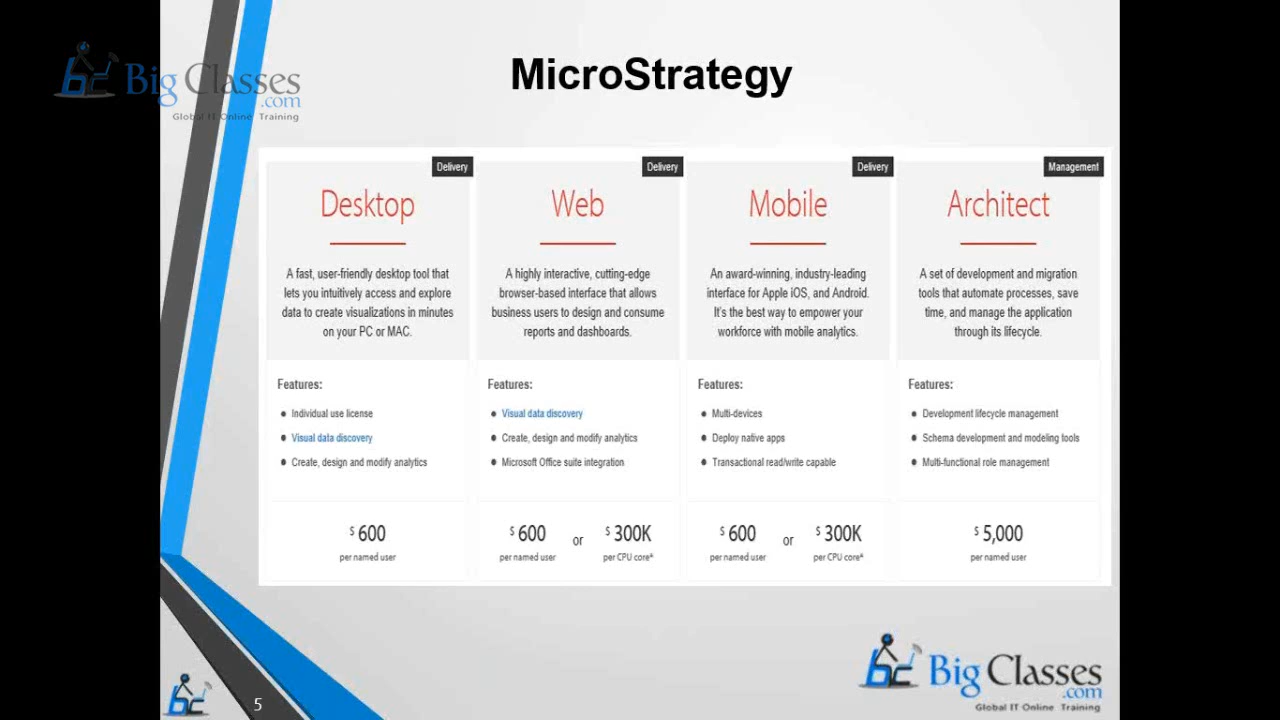 Big Classes
.com
Global IT Online Training
MicroStrategy
Delivery
Desktop
A fast, user-friendly desktop tool that
lets you intuitively access and explore
data to create visualizations in minutes
on your PC or MAC.
Features:
Individual use license
Visual data discovery
Create, design and modify analytics
$ 600
per named user
Delivery
Web
A highly interactive, cutting-edge
browser-based interface that allows
business users to design and consume
reports and dashboards.
Features:
Visual data discovery
Create, design and modify analytics
Microsoft Office suite integration
$ 600 or $ 300K
per named user per CPU core*
Delivery
Mobile
An award-winning, industry-leading
interface for Apple iOS, and Android.
It's the best way to empower your
workforce with mobile analytics.
Features:
Multi-devices
Deploy native apps
Transactional read/write capable
$ 600 or $ 300K
per named user per CPU core*
Management
Architect
A set of development and migration
tools that automate processes, save
time, and manage the application
through its lifecycle.
Features:
Development lifecycle management
Schema development and modeling tools
Multi-functional role management
$ 5,000
per named user
5
Big Classes
.com
Global IT Online Training